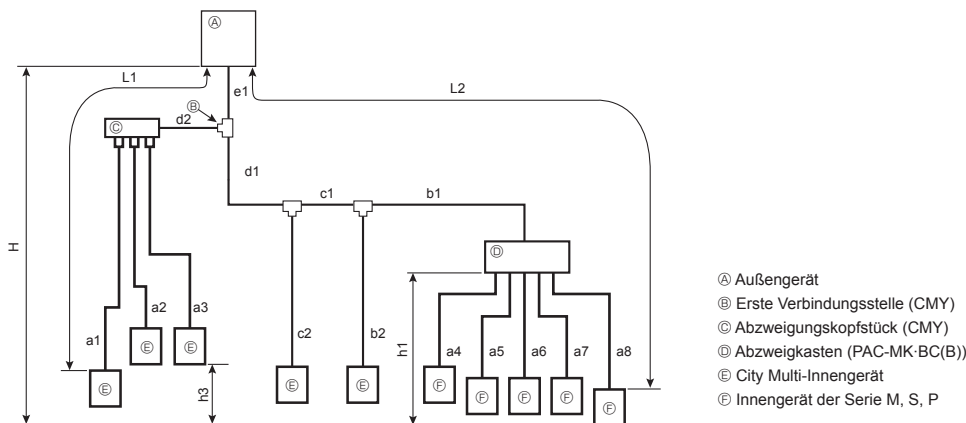 Ⓐ
L1
L2
e1
Ⓑ
d2
Ⓒ
d1
c1
b1
H
Ⓓ
a1
a2
a3
Ⓔ
Ⓔ
Ⓔ
h3
c2
b2
Ⓔ
Ⓔ
h1
a4
a5
a6
a7
a8
Ⓕ
Ⓕ
Ⓕ
Ⓕ
Ⓕ
Ⓐ Außengerät
Ⓑ Erste Verbindungsstelle (CMY)
Ⓒ Abzweigungskopfstück (CMY)
Ⓓ Abzweigkasten (PAC-MK·BC(B))
Ⓔ City Multi-Innengerät
Ⓕ Innengerät der Serie M, S, P